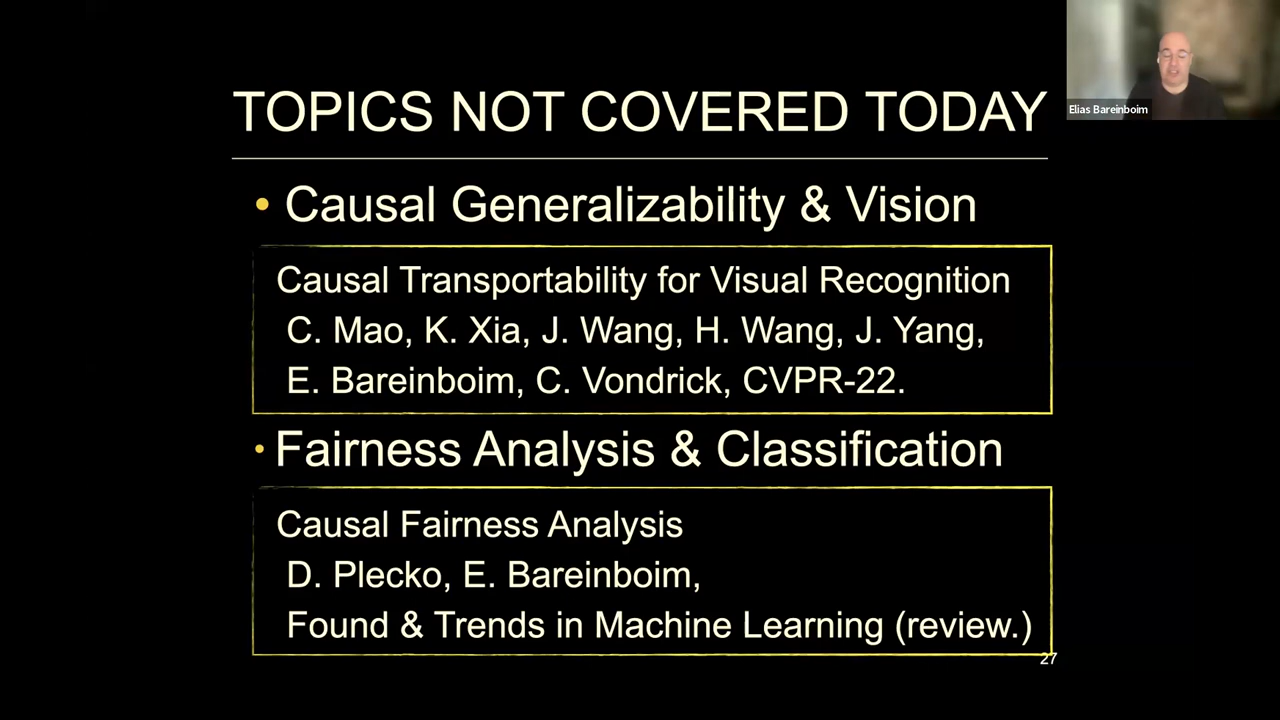 TOPICS NOT COVERED TODAY
Elias Bareinboim
• Causal Generalizability & Vision
Causal Transportability for Visual Recognition
C. Mao, K. Xia, J. Wang, H. Wang, J. Yang,
E. Bareinboim, C. Vondrick, CVPR-22.
• Fairness Analysis & Classification
Causal Fairness Analysis
D. Plecko, E. Bareinboim,
Found & Trends in Machine Learning (review.)
27